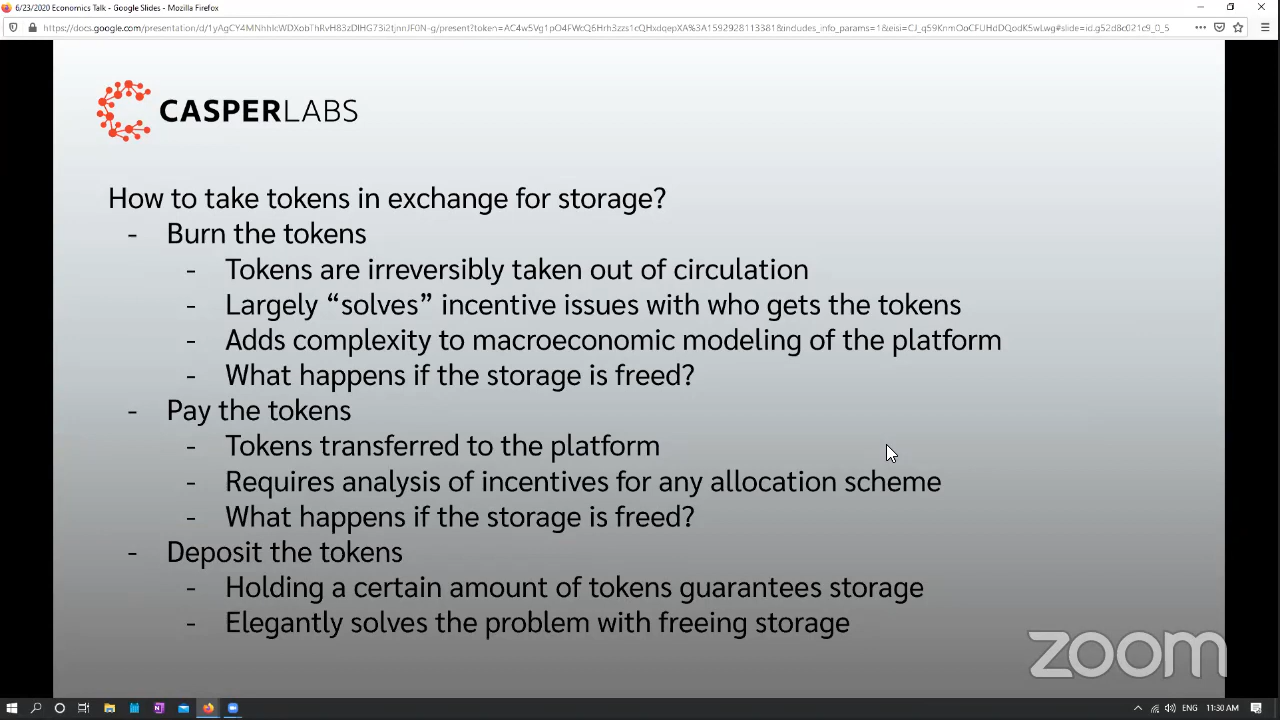 6/23/2020 Economics Talk - Google Slides - Mozilla Firefox
CASPERLABS
How to take tokens in exchange for storage?
- Burn the tokens
- Tokens are irreversibly taken out of circulation
- Largely “solves” incentive issues with who gets the tokens
- Adds complexity to macroeconomic modeling of the platform
- What happens if the storage is freed?
- Pay the tokens
- Tokens transferred to the platform
- Requires analysis of incentives for any allocation scheme
- What happens if the storage is freed?
- Deposit the tokens
- Holding a certain amount of tokens guarantees storage
- Elegantly solves the problem with freeing storage
zoom
ENG 11:30 AM